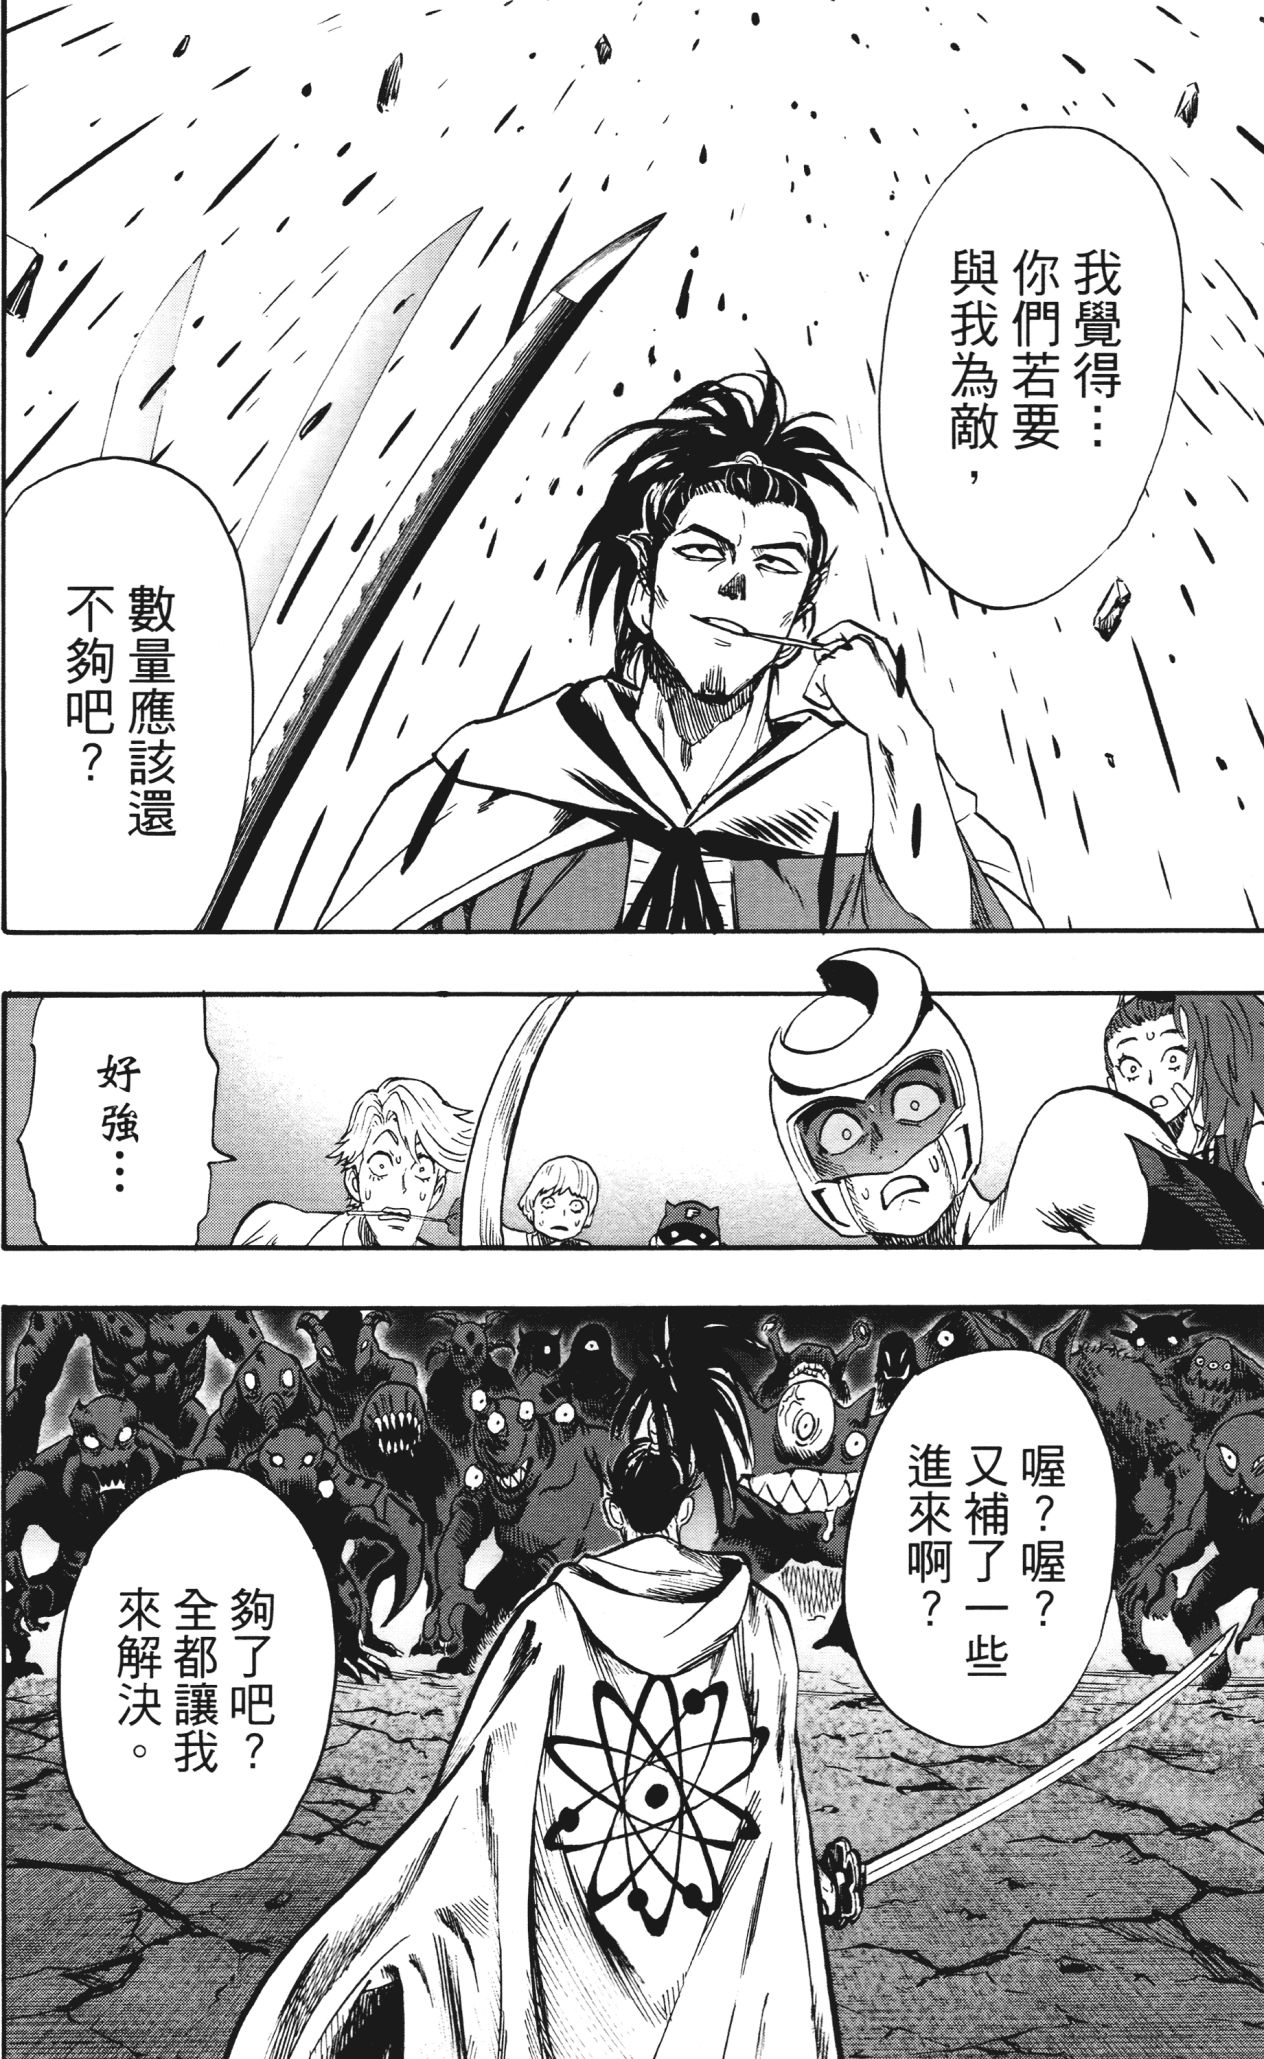 我覺得⋯
你們若要
與我為敵，
數量應該還
不夠吧？
好強⋯
F
喔？喔？
又補了一些
進來啊？
夠了吧？
全都讓我
來解決。